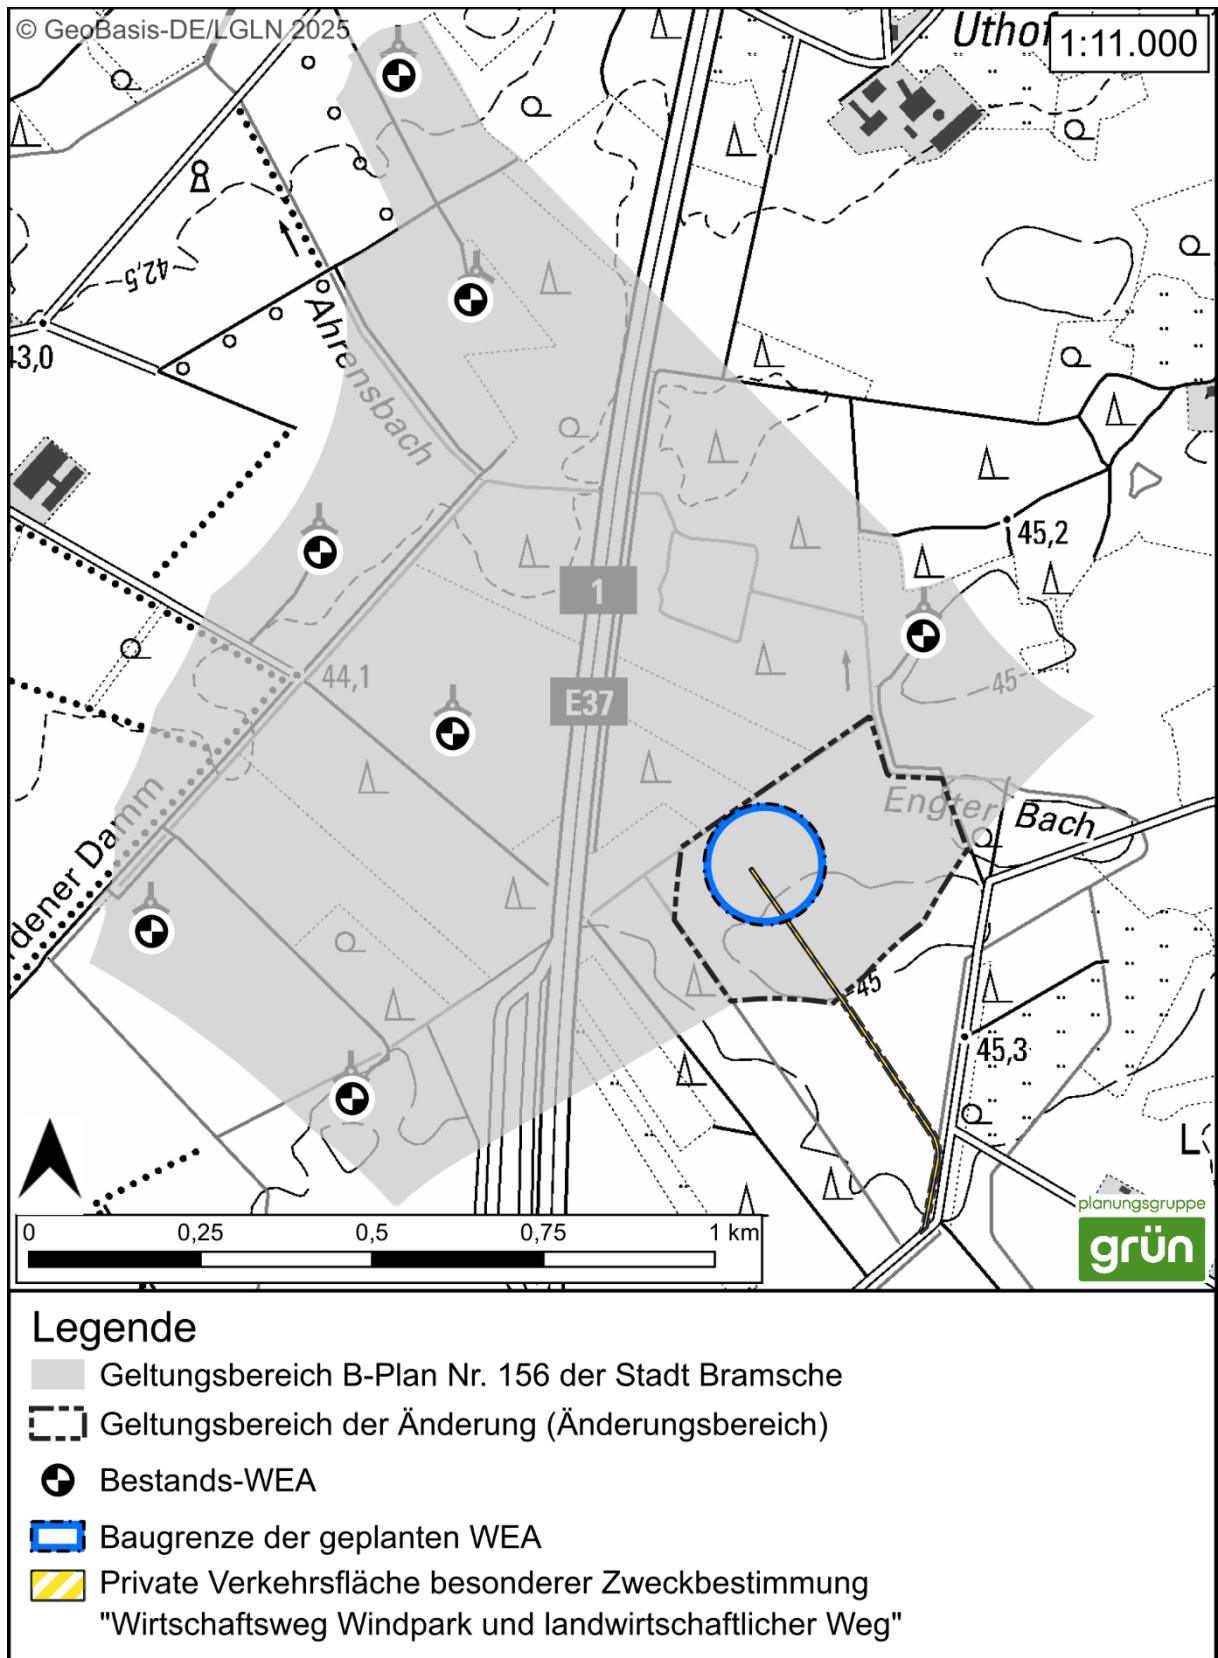 © GeoBasis-DE/LGLN 2025
1:11.000
42,5
43,0
Ahrensbach
45,2
1
44,1
E37
45
Engter Bach
dener Damm
45
45,3
L
0 0,25 0,5 0,75 1 km
planungsgruppe
grün
Legende
Geltungsbereich B-Plan Nr. 156 der Stadt Bramsche
Geltungsbereich der Änderung (Änderungsbereich)
Bestands-WEA
Baugrenze der geplanten WEA
Private Verkehrsfläche besonderer Zweckbestimmung
"Wirtschaftsweg Windpark und landwirtschaftlicher Weg"